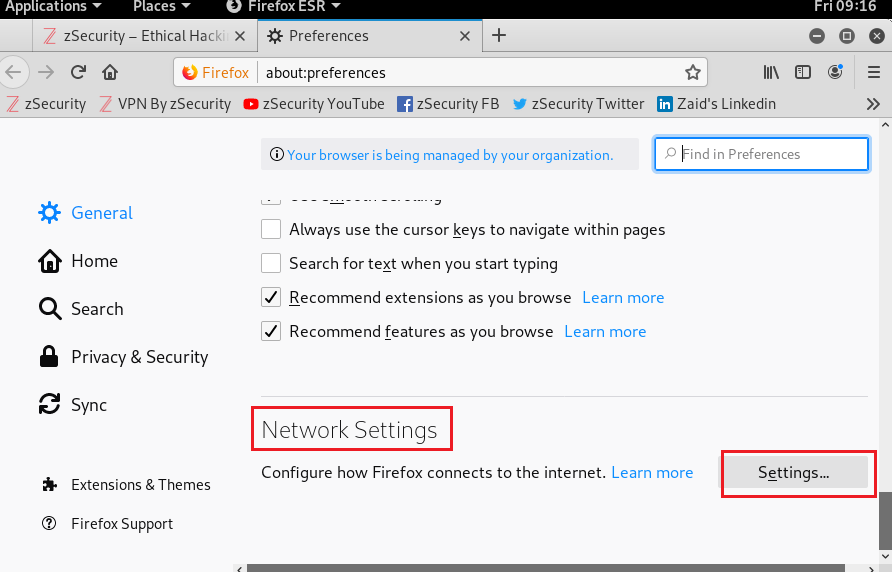 Applications Places Firefox ESR Fri 09:16
zSecurity – Ethical Hacki Preferences
Firefox about:preferences
zSecurity VPN By zSecurity zSecurity YouTube zSecurity FB zSecurity Twitter Zaid's Linkedin
Your browser is being managed by your organization. Find in Preferences
Use smooth scrolling
General
Always use the cursor keys to navigate within pages
Home
Search for text when you start typing
Search
Recommend extensions as you browse Learn more
Recommend features as you browse Learn more
Privacy & Security
Sync
Network Settings
Configure how Firefox connects to the internet. Learn more Settings...
Extensions & Themes
Firefox Support